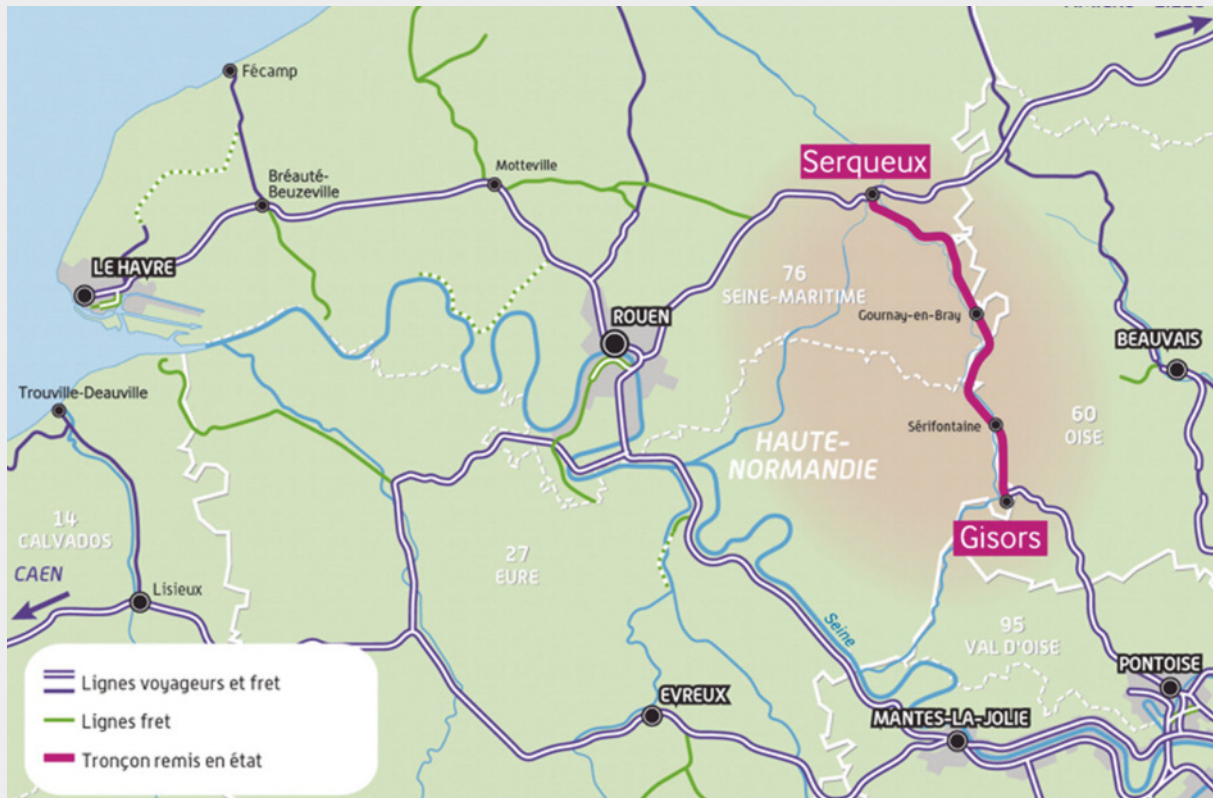 Fécamp
Serqueux
Motteville
Bréauté-
Beuzeville
LE HAVRE
76
SEINE-MARITIME
Gournay-en-Bray
ROUEN
BEAUVAIS
Trouville-Deauville
60
OISE
Sérifontaine
HAUTE-
NORMANDIE
14
CALVADOS
27
EURE
Gisors
CAEN
Lisieux
Seine
95
VAL D'OISE
PONTOISE
Lignes voyageurs et fret
EVREUX
MANTES-LA-JOLIE
Lignes fret
Tronçon remis en état